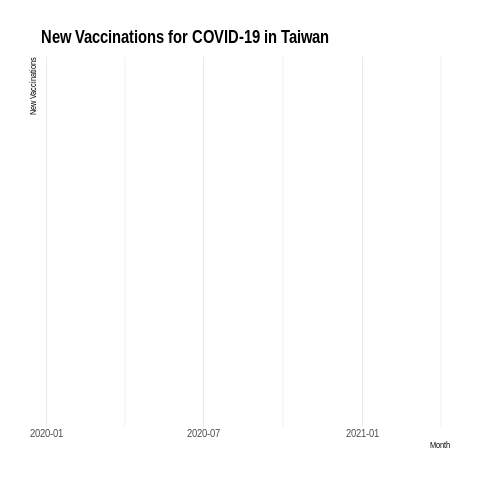 New Vaccinations for COVID-19 in Taiwan
New Vaccinations
2020-01 2020-07 2021-01
Month